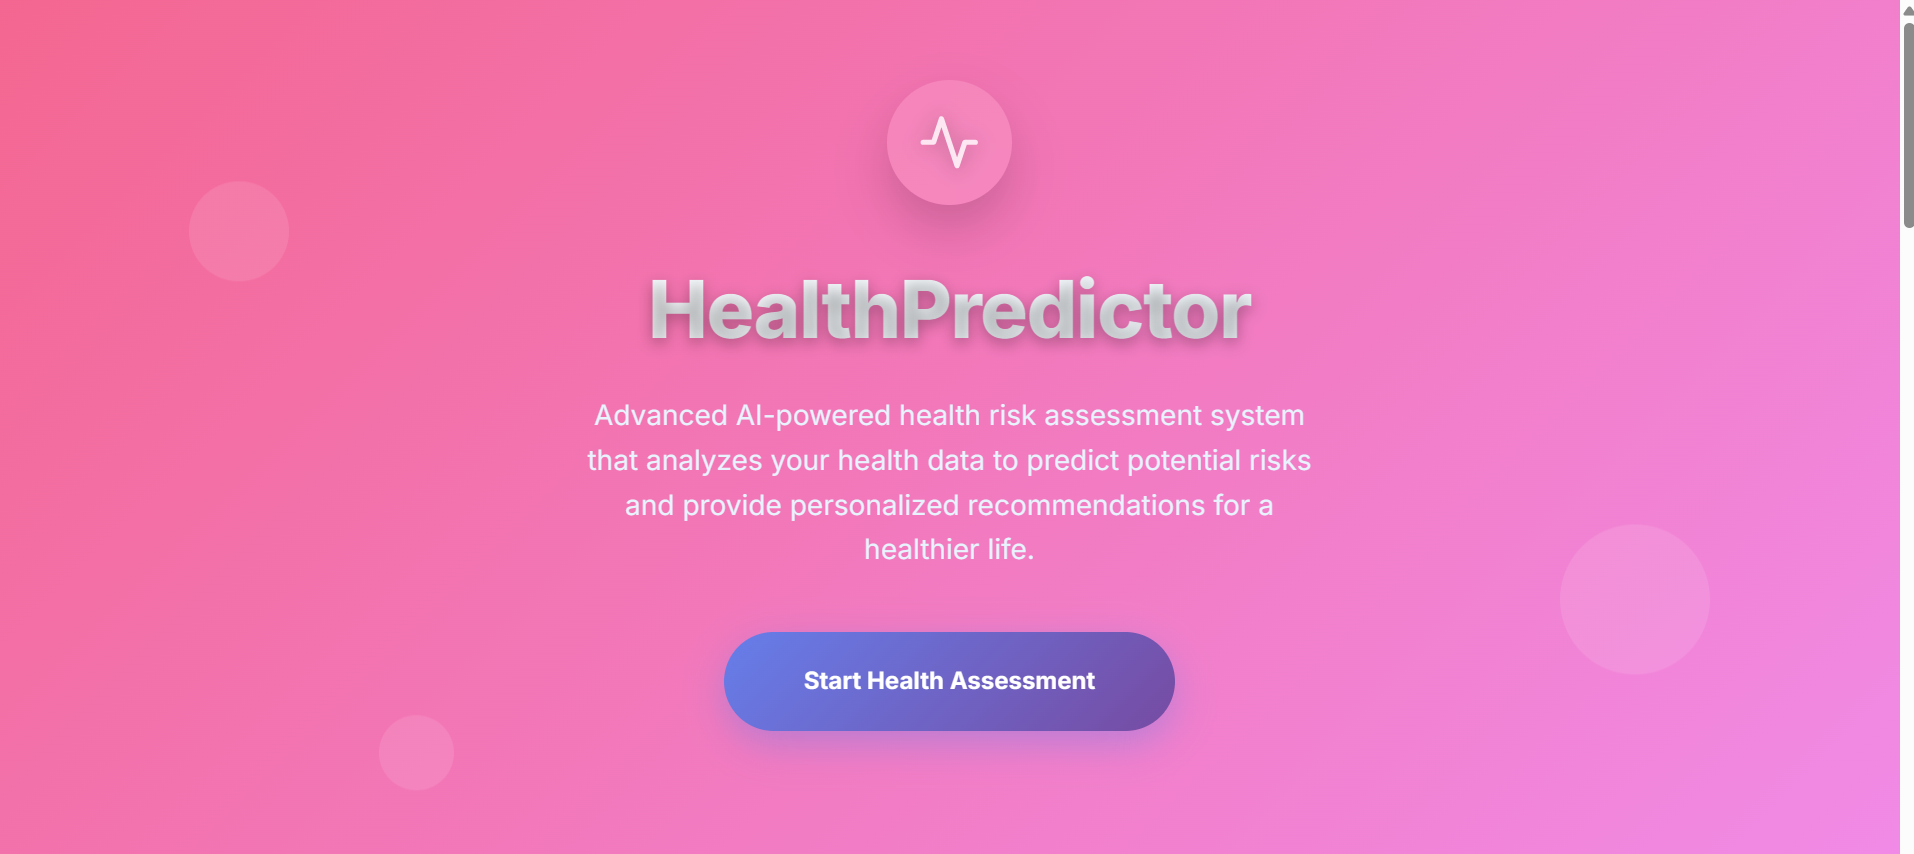 HealthPredictor
Advanced AI-powered health risk assessment system
that analyzes your health data to predict potential risks
and provide personalized recommendations for a
healthier life.
Start Health Assessment